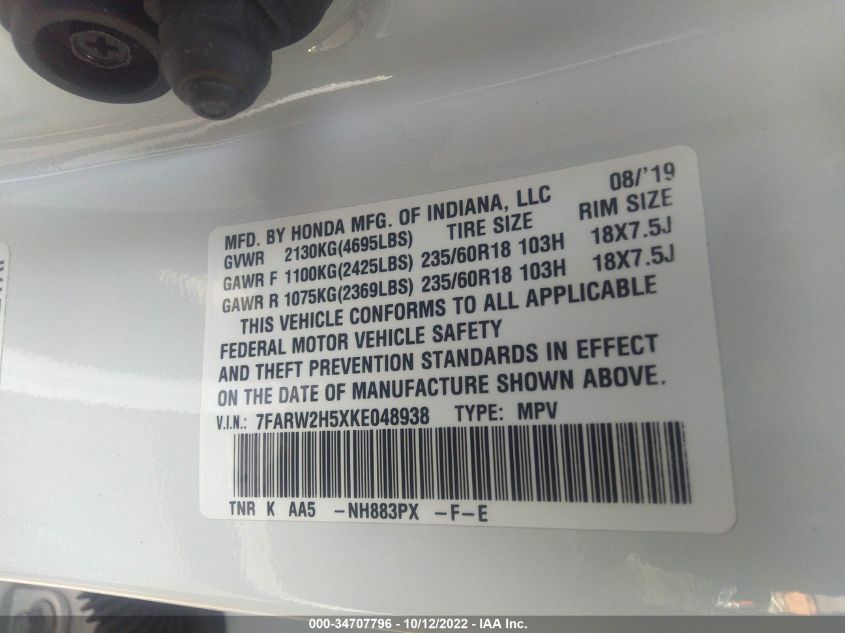 MFD. BY HONDA MFG. OF INDIANA, LLC 08/'19
GVWR 2130KG(4695LBS) TIRE SIZE RIM SIZE
GAWR F 1100KG(2425LBS) 235/60R18 103H 18X7.5J
GAWR R 1075KG(2369LBS) 235/60R18 103H 18X7.5J
THIS VEHICLE CONFORMS TO ALL APPLICABLE
FEDERAL MOTOR VEHICLE SAFETY
AND THEFT PREVENTION STANDARDS IN EFFECT
ON THE DATE OF MANUFACTURE SHOWN ABOVE.
V.I.N.: 7FARW2H5XKE048938 TYPE: MPV
TNR K AA5 -NH883PX -F-E
000-34707796 - 10/12/2022 - IAA Inc.